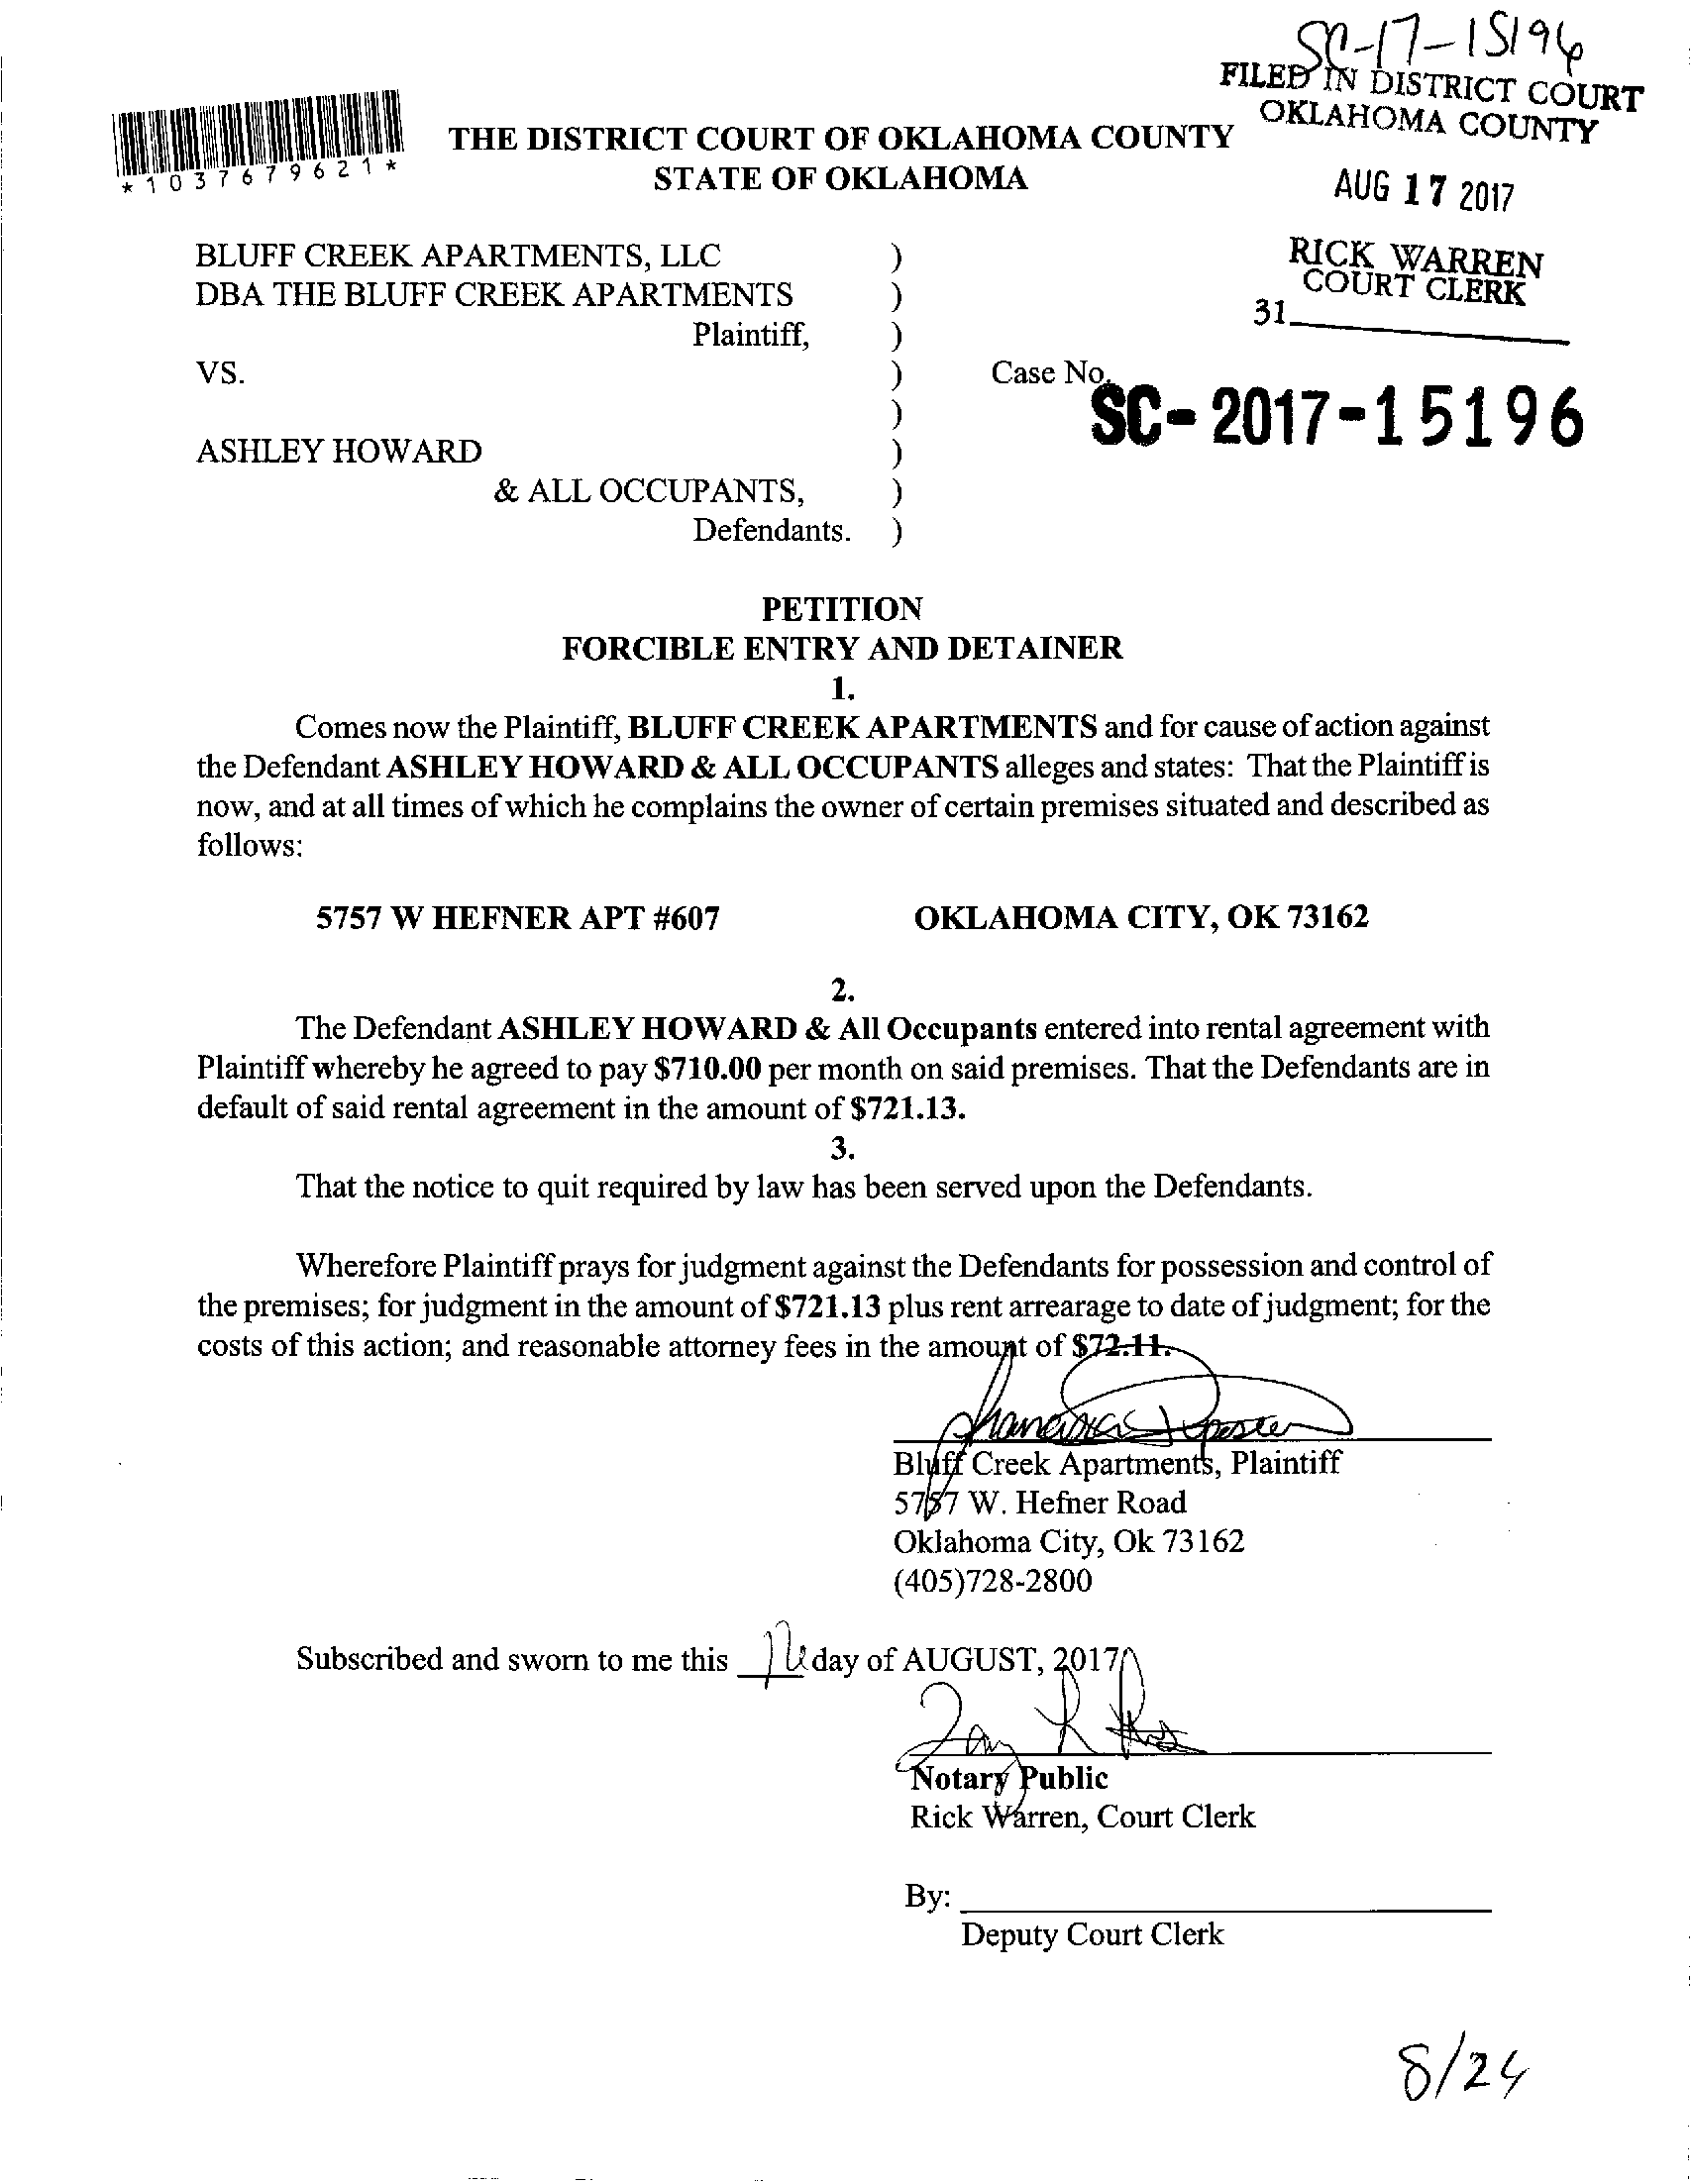 SC-17-15196
FILED IN DISTRICT COURT
OKLAHOMA COUNTY
*1037679621*
THE DISTRICT COURT OF OKLAHOMA COUNTY
STATE OF OKLAHOMA
AUG 17 2017
RICK WARREN
COURT CLERK
31
BLUFF CREEK APARTMENTS, LLC )
DBA THE BLUFF CREEK APARTMENTS )
Plaintiff, )
VS. ) Case No.
) SC-2017-15196
ASHLEY HOWARD )
& ALL OCCUPANTS, )
Defendants. )
PETITION
FORCIBLE ENTRY AND DETAINER
1.
Comes now the Plaintiff, BLUFF CREEK APARTMENTS and for cause of action against
the Defendant ASHLEY HOWARD & ALL OCCUPANTS alleges and states: That the Plaintiff is
now, and at all times of which he complains the owner of certain premises situated and described as
follows:
5757 W HEFNER APT #607 OKLAHOMA CITY, OK 73162
2.
The Defendant ASHLEY HOWARD & All Occupants entered into rental agreement with
Plaintiff whereby he agreed to pay $710.00 per month on said premises. That the Defendants are in
default of said rental agreement in the amount of $721.13.
3.
That the notice to quit required by law has been served upon the Defendants.
Wherefore Plaintiff prays for judgment against the Defendants for possession and control of
the premises; for judgment in the amount of $721.13 plus rent arrearage to date of judgment; for the
costs of this action; and reasonable attorney fees in the amount of $72.11.
Bluff Creek Apartments, Plaintiff
5757 W. Hefner Road
Oklahoma City, Ok 73162
(405)728-2800
Subscribed and sworn to me this day of AUGUST, 2017
Notary Public
Rick Warren, Court Clerk
By:
Deputy Court Clerk
8/24